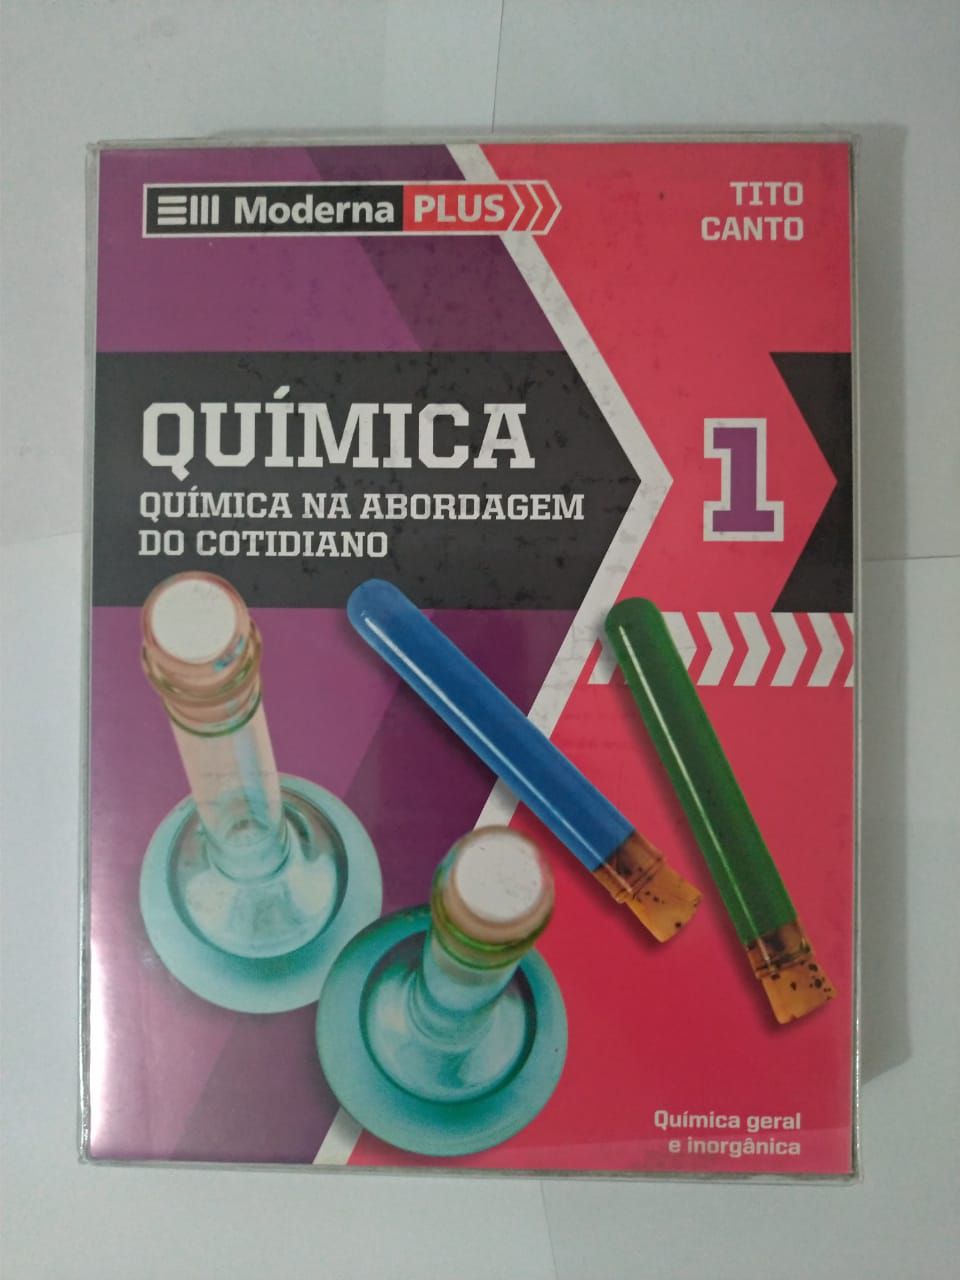 Moderna PLUS
TITO
CANTO
QUÍMICA
QUÍMICA NA ABORDAGEM
DO COTIDIANO
1
Química geral
e inorgânica